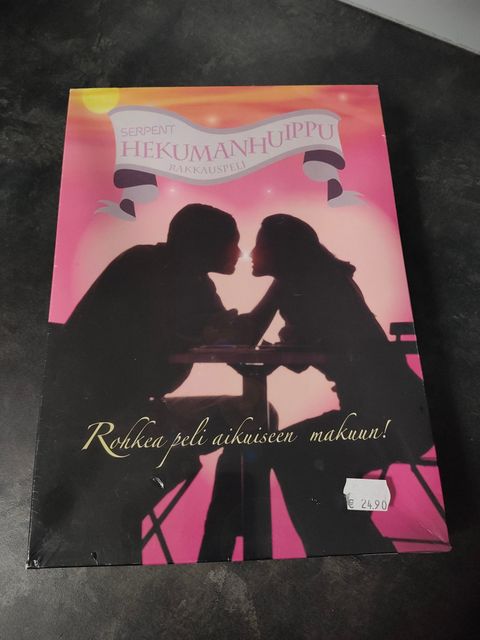 SERPENT
HEKUMANHUIPPU
RAKKAUSPELI
Rohkea peli aikuiseen makuun!
€ 24.90